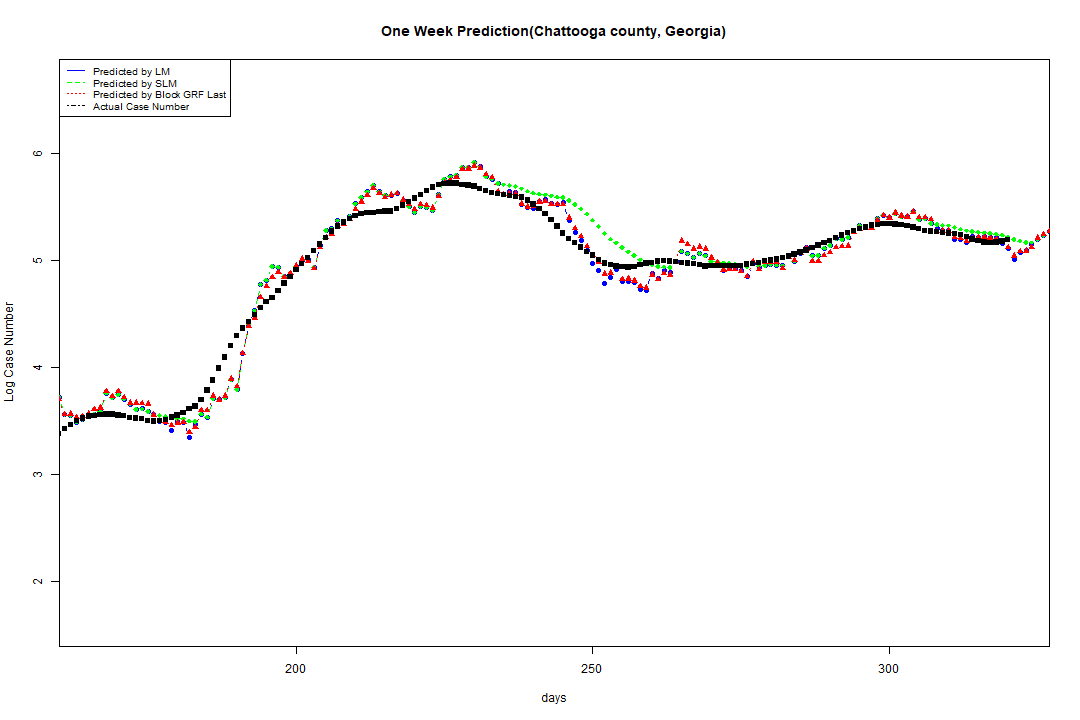 One Week Prediction(Chattooga county, Georgia)
Predicted by LM
Predicted by SLM
Predicted by Block GRF Last
Actual Case Number
6
5
4
3
2
Log Case Number
200 250 300
days